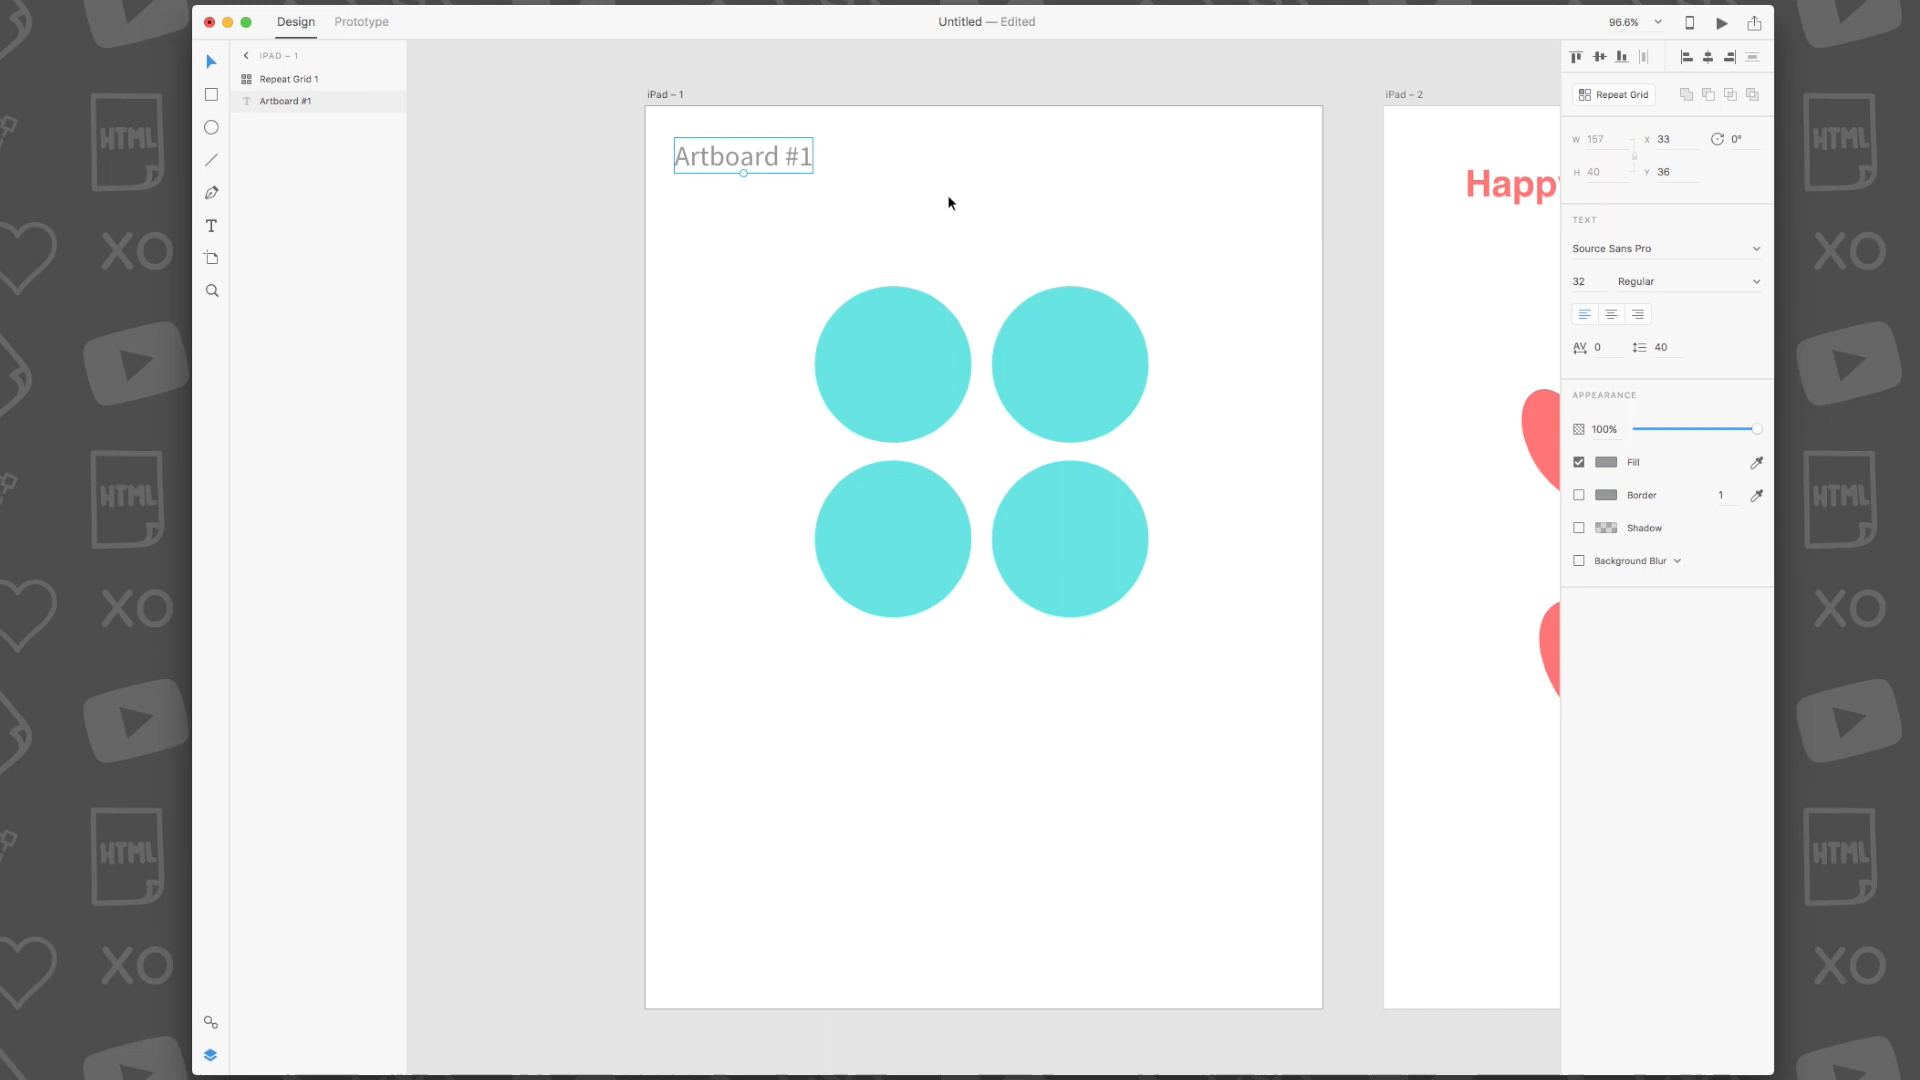 Design Prototype Untitled — Edited 96.6%
IPAD – 1
Repeat Grid 1
Artboard #1
iPad – 1
iPad – 2
Artboard #1
Happy
Repeat Grid
W 157 X 33 0°
H 40 Y 36
TEXT
Source Sans Pro
32 Regular
AV 0 40
APPEARANCE
100%
Fill
Border 1
Shadow
Background Blur
T
HTML
XO
HTML
XO
HTML
XO
HTML
XO
HTML
XO
HTML
XO